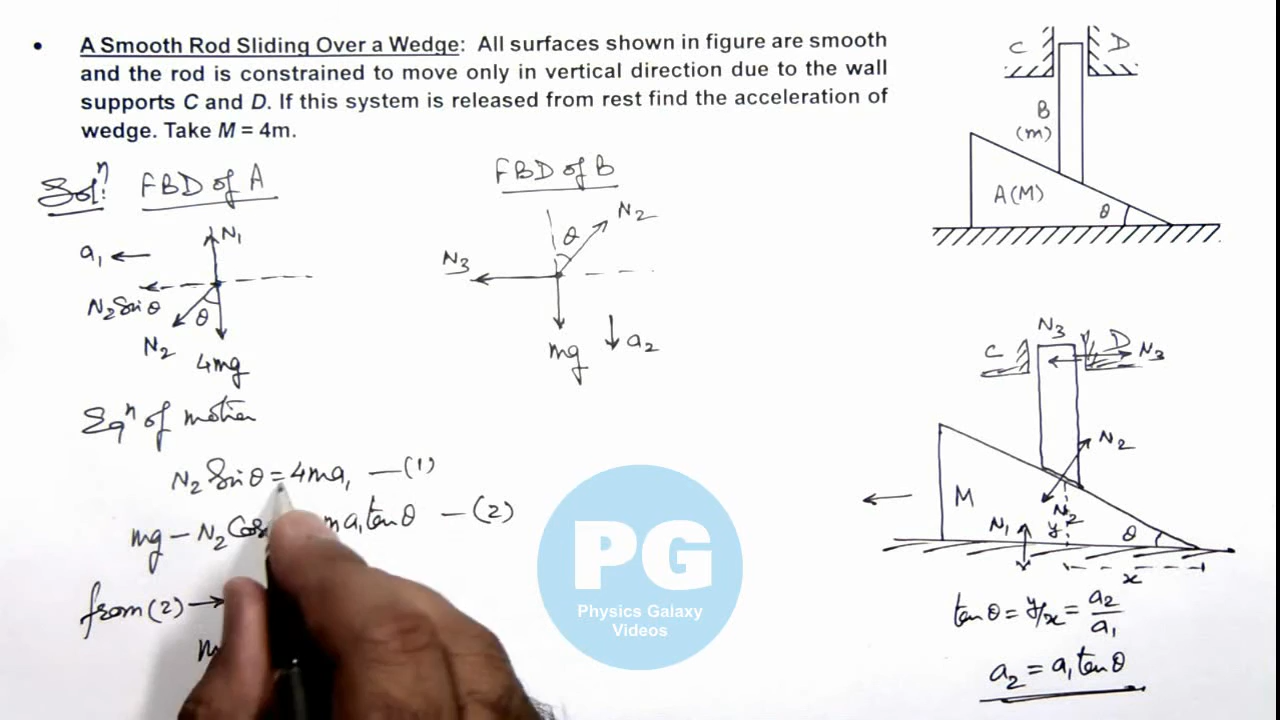 • A Smooth Rod Sliding Over a Wedge: All surfaces shown in figure are smooth
and the rod is constrained to move only in vertical direction due to the wall
supports C and D. If this system is released from rest find the acceleration of
wedge. Take M = 4m.
C D
B
(m)
A(M) θ
Solⁿ: FBD of A
a₁ ← N₁
N₂ Sin θ
θ
N₂
4mg
FBD of B
N₂
θ
N₃
mg
↓ a₂
Eqⁿ of motion
N₂ Sin θ = 4ma₁ —(1)
mg – N₂ Cos ma₁ tan θ —(2)
from (2) →
N₃
C D N₃
N₂
M
N₂
N₁ y θ
x
tan θ = y/x = a₂/a₁
a₂ = a₁ tan θ
PG
Physics Galaxy
Videos